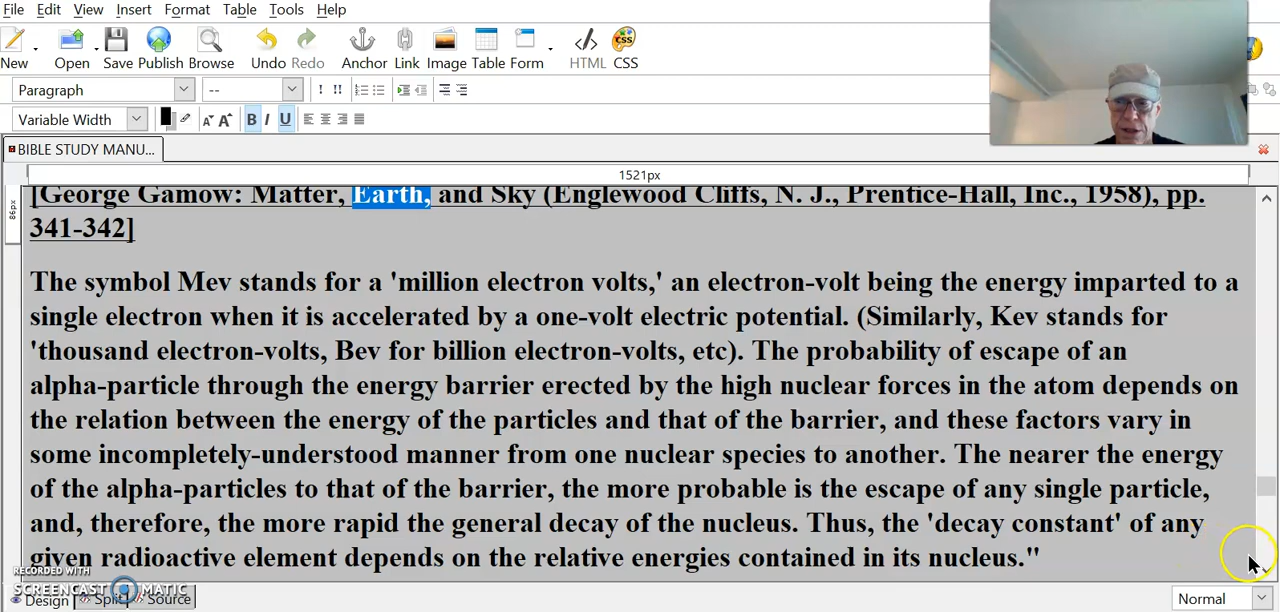 File Edit View Insert Format Table Tools Help
New Open Save Publish Browse Undo Redo Anchor Link Image Table Form HTML CSS
Paragraph -- ! !!
Variable Width A A B I U
BIBLE STUDY MANU...
1521px
86px
[George Gamow: Matter, Earth, and Sky (Englewood Cliffs, N. J., Prentice-Hall, Inc., 1958), pp.
341-342]
The symbol Mev stands for a 'million electron volts,' an electron-volt being the energy imparted to a
single electron when it is accelerated by a one-volt electric potential. (Similarly, Kev stands for
'thousand electron-volts, Bev for billion electron-volts, etc). The probability of escape of an
alpha-particle through the energy barrier erected by the high nuclear forces in the atom depends on
the relation between the energy of the particles and that of the barrier, and these factors vary in
some incompletely-understood manner from one nuclear species to another. The nearer the energy
of the alpha-particles to that of the barrier, the more probable is the escape of any single particle,
and, therefore, the more rapid the general decay of the nucleus. Thus, the 'decay constant' of any
given radioactive element depends on the relative energies contained in its nucleus."
RECORDED WITH
SCREENCAST MATIC
Design Split Source Normal